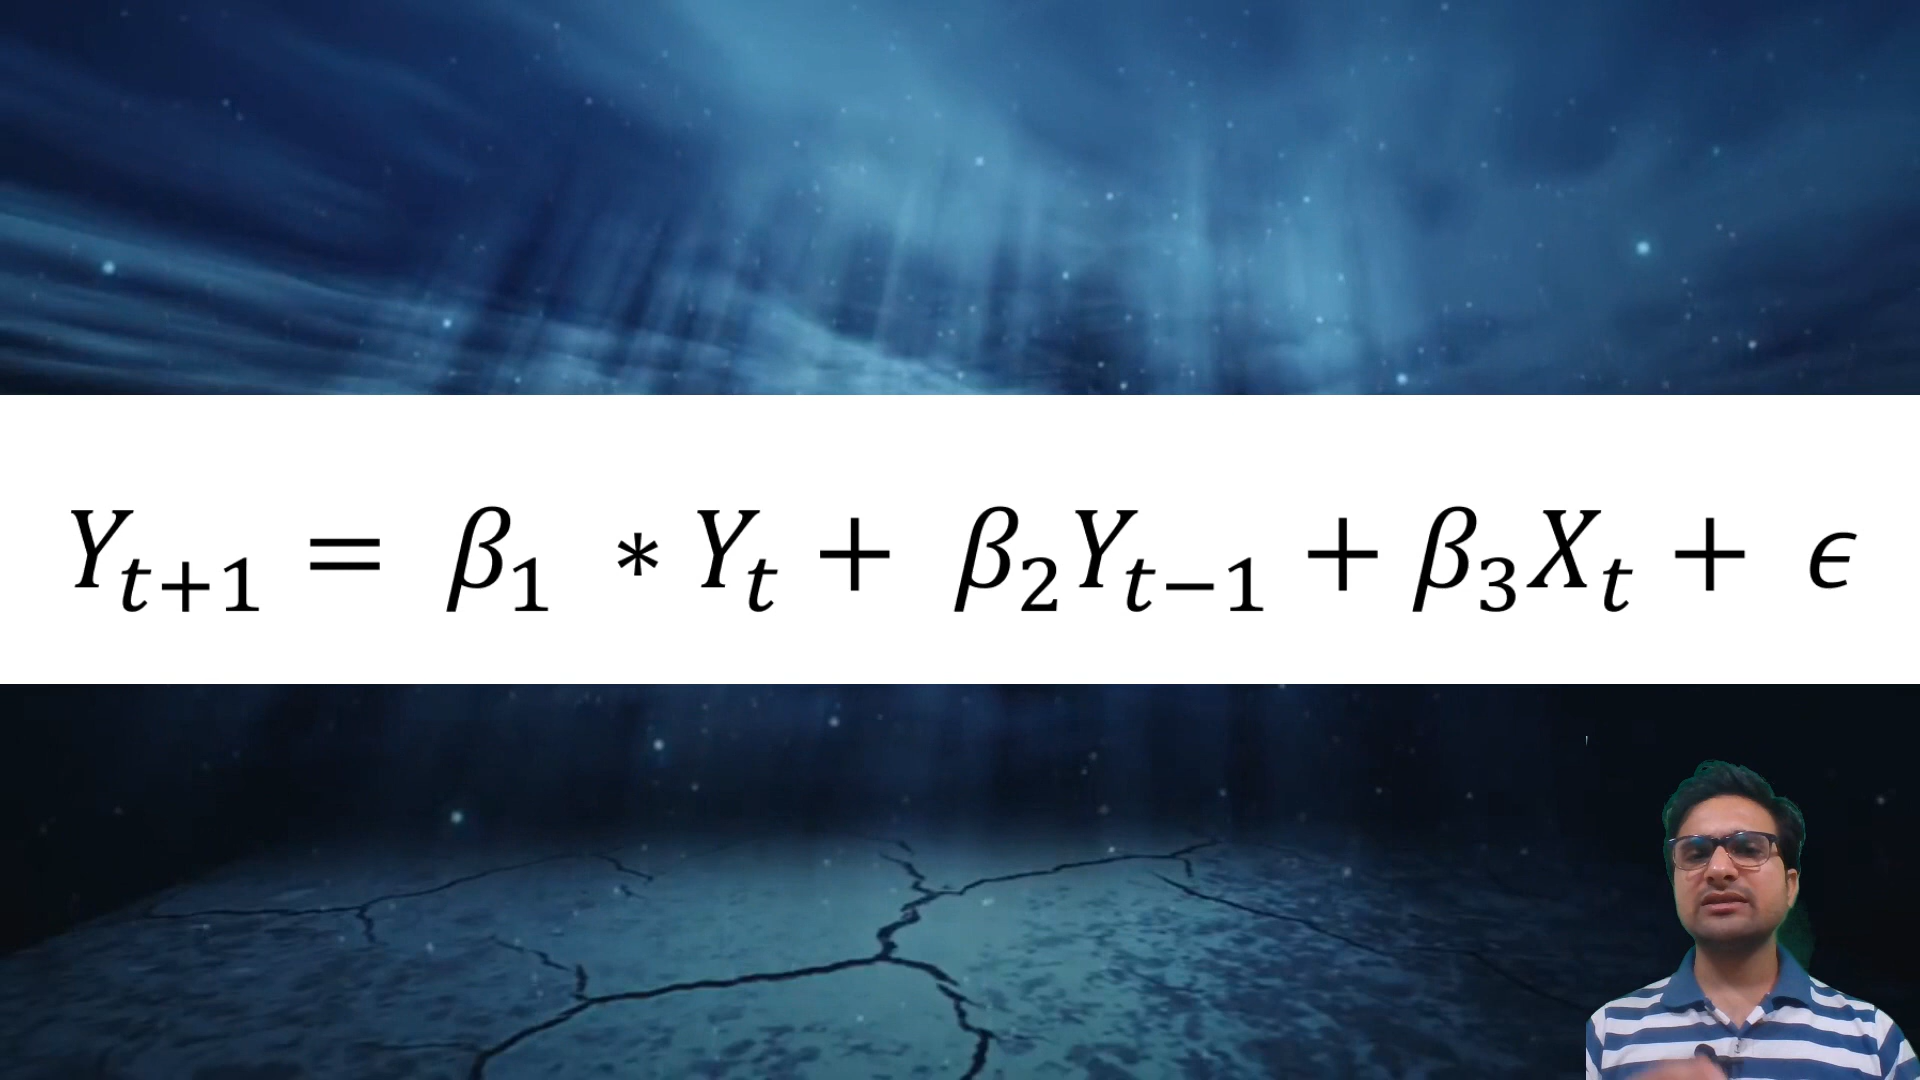 Y_{t+1} = β_1 * Y_t + β_2 Y_{t−1} + β_3 X_t + ϵ